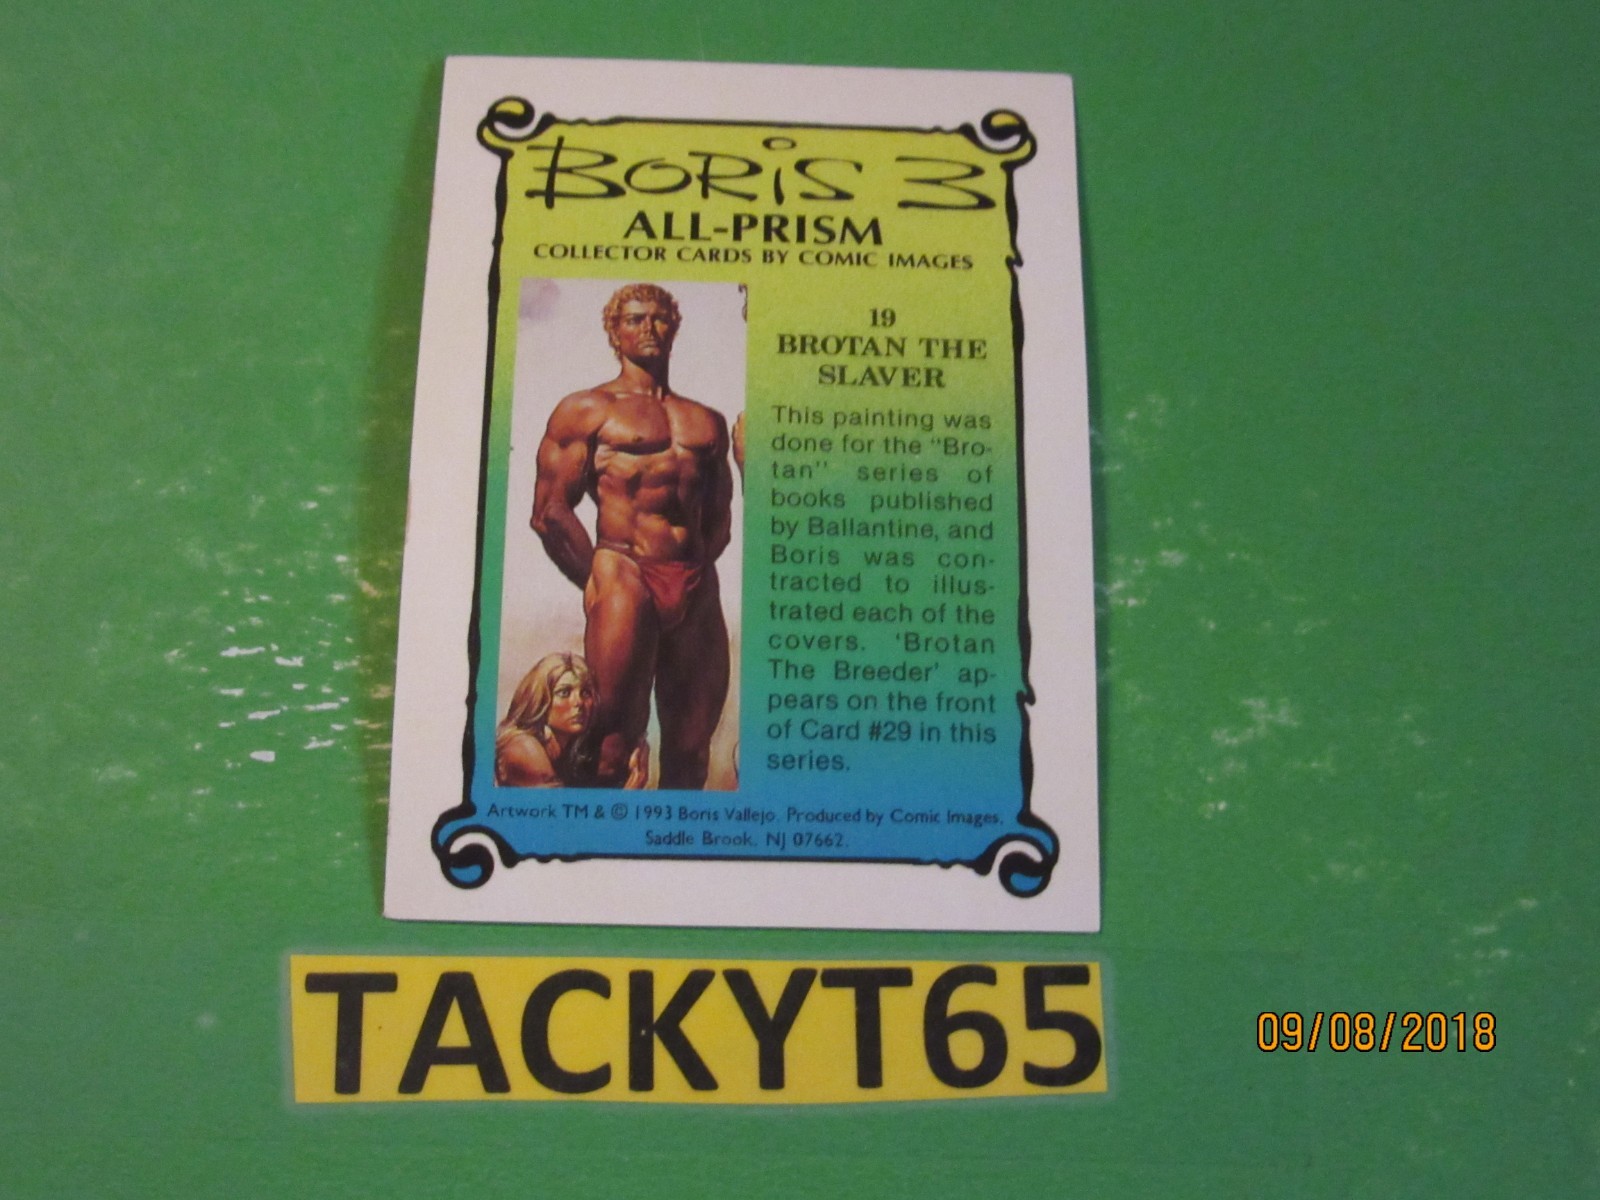 BORIS 3
ALL-PRISM
COLLECTOR CARDS BY COMIC IMAGES
19
BROTAN THE
SLAVER
This painting was
done for the "Bro-
tan" series of
books published
by Ballantine, and
Boris was con-
tracted to illus-
trated each of the
covers. 'Brotan
The Breeder' ap-
pears on the front
of Card #29 in this
series.
Artwork TM & © 1993 Boris Vallejo. Produced by Comic Images,
Saddle Brook, NJ 07662.
TACKYT65
09/08/2018